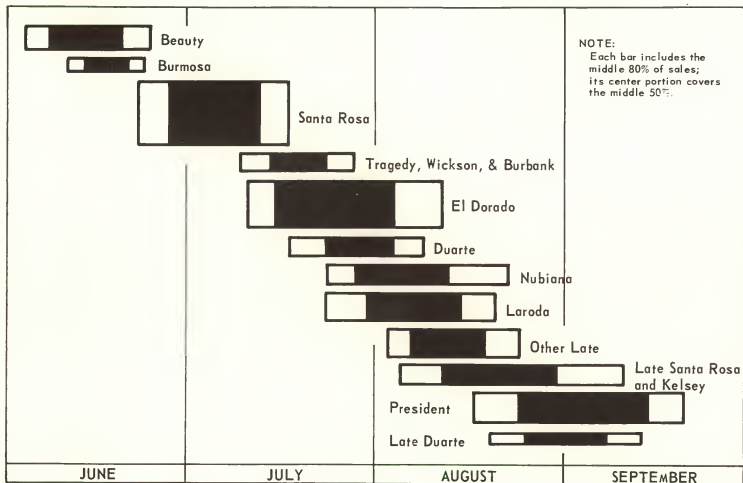 Beauty
Burmosa
NOTE:
Each bar includes the
middle 80% of sales;
its center portion covers
the middle 50%.
Santa Rosa
Tragedy, Wickson, & Burbank
El Dorado
Duarte
Nubiana
Laroda
Other Late
Late Santa Rosa
and Kelsey
President
Late Duarte
JUNE JULY AUGUST SEPTEMBER